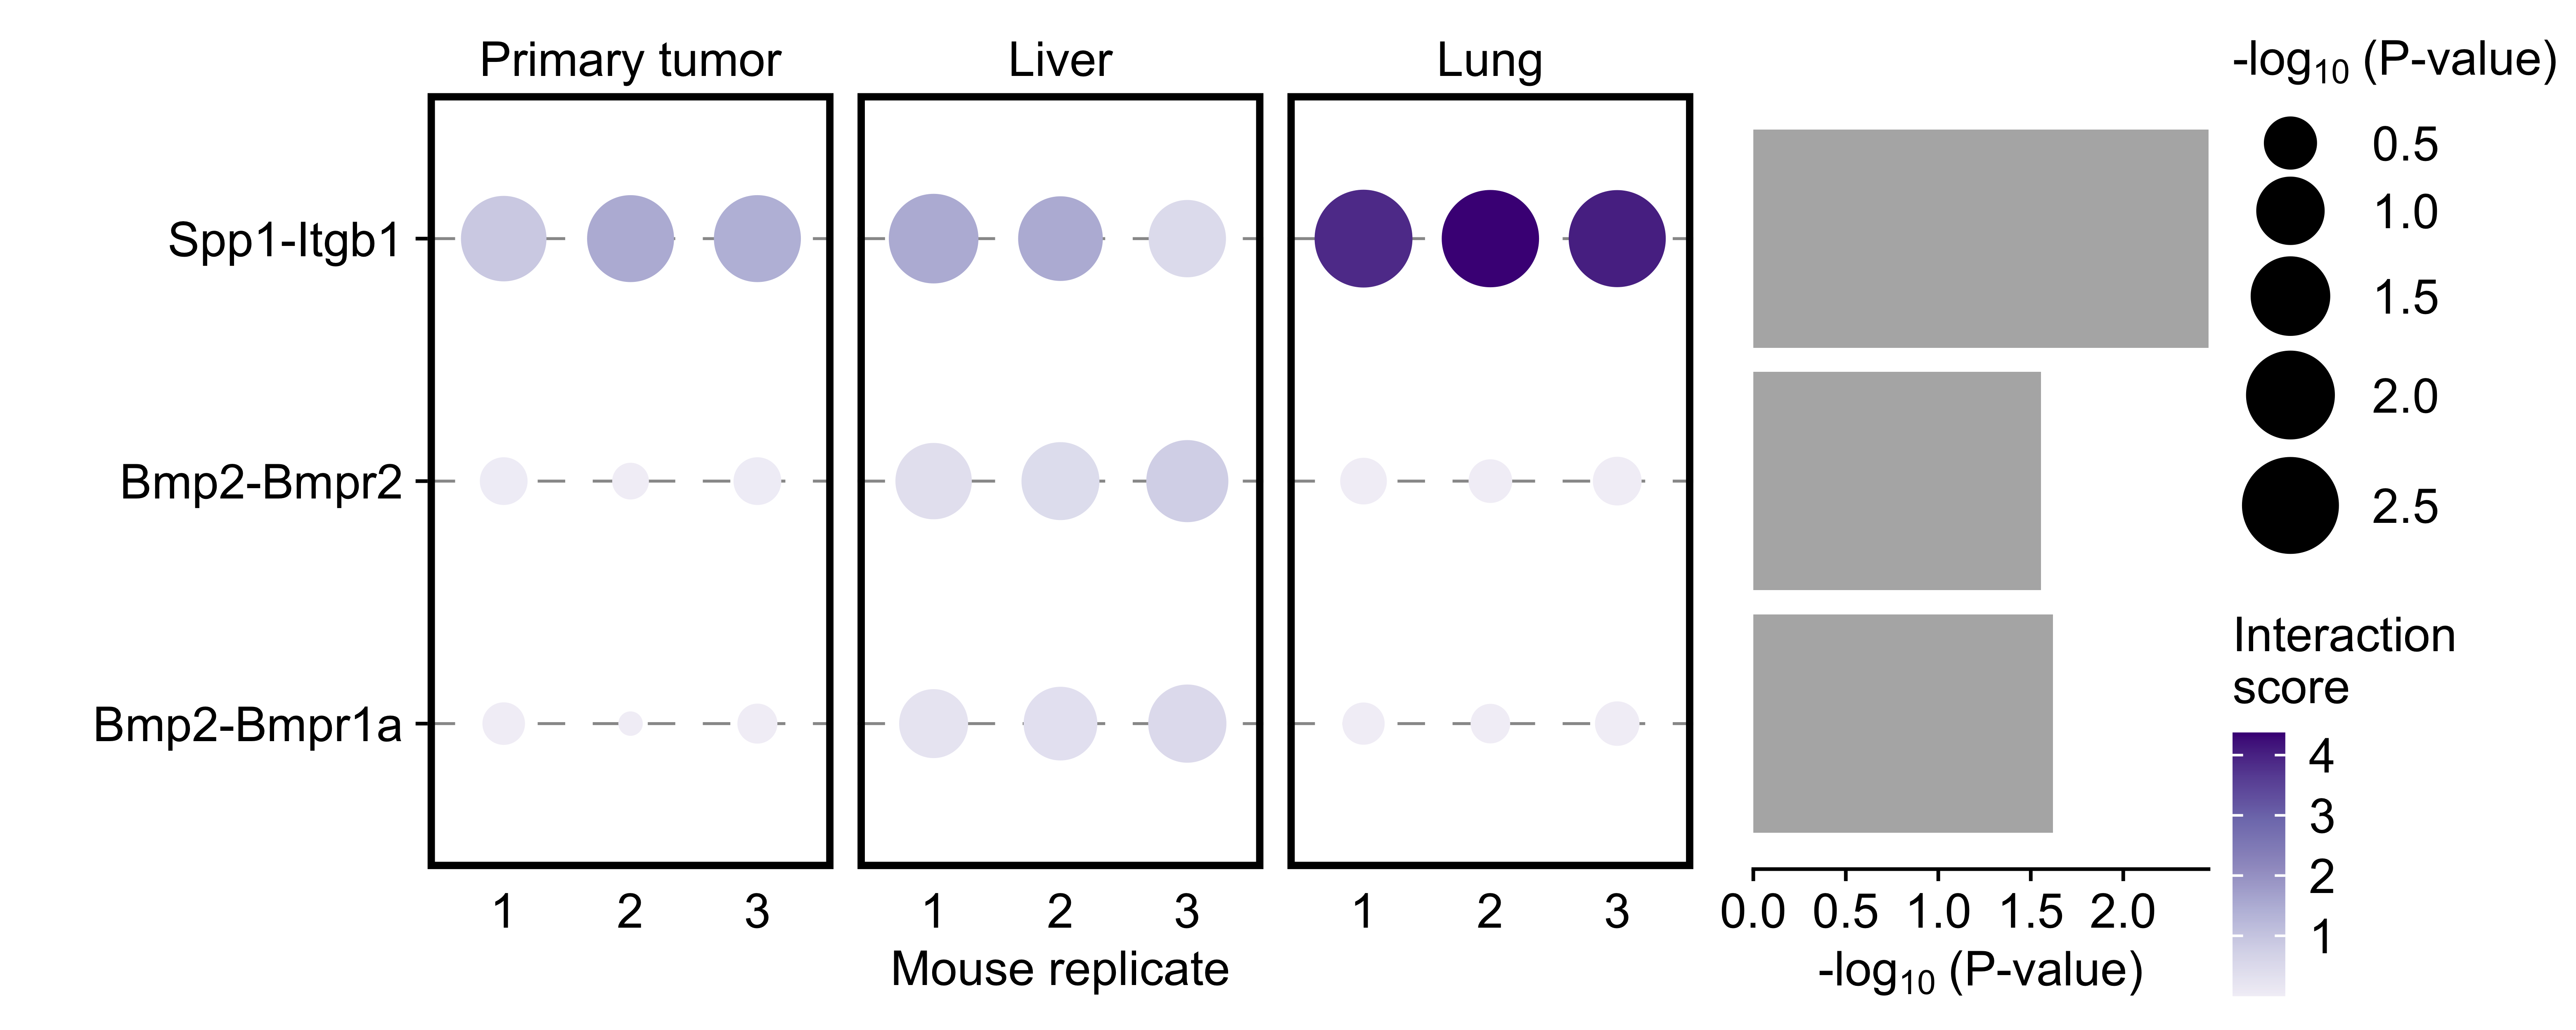 Primary tumor
Liver
Lung
Spp1-Itgb1
Bmp2-Bmpr2
Bmp2-Bmpr1a
1 2 3
1 2 3
1 2 3
Mouse replicate
0.0 0.5 1.0 1.5 2.0
-log10 (P-value)
-log10 (P-value)
0.5
1.0
1.5
2.0
2.5
Interaction
score
4
3
2
1